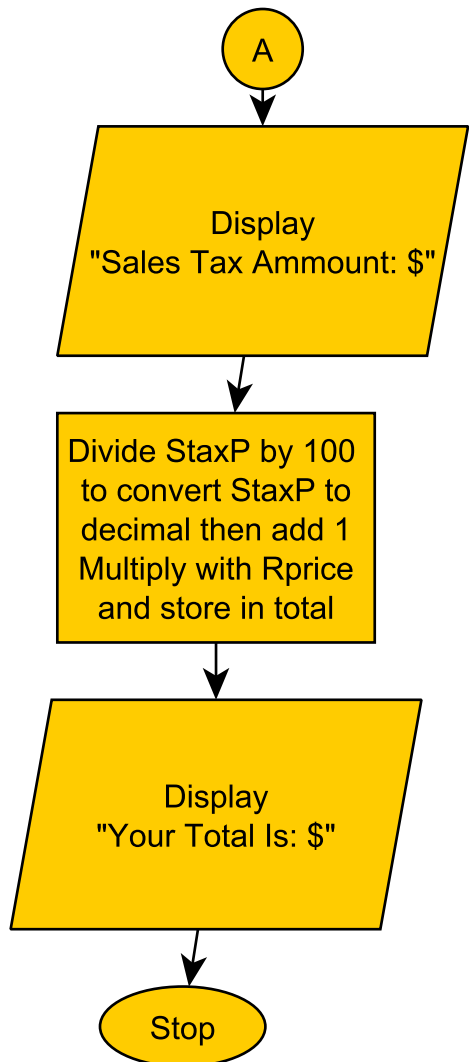 A
Display
"Sales Tax Ammount: $"
Divide StaxP by 100
to convert StaxP to
decimal then add 1
Multiply with Rprice
and store in total
Display
"Your Total Is: $"
Stop